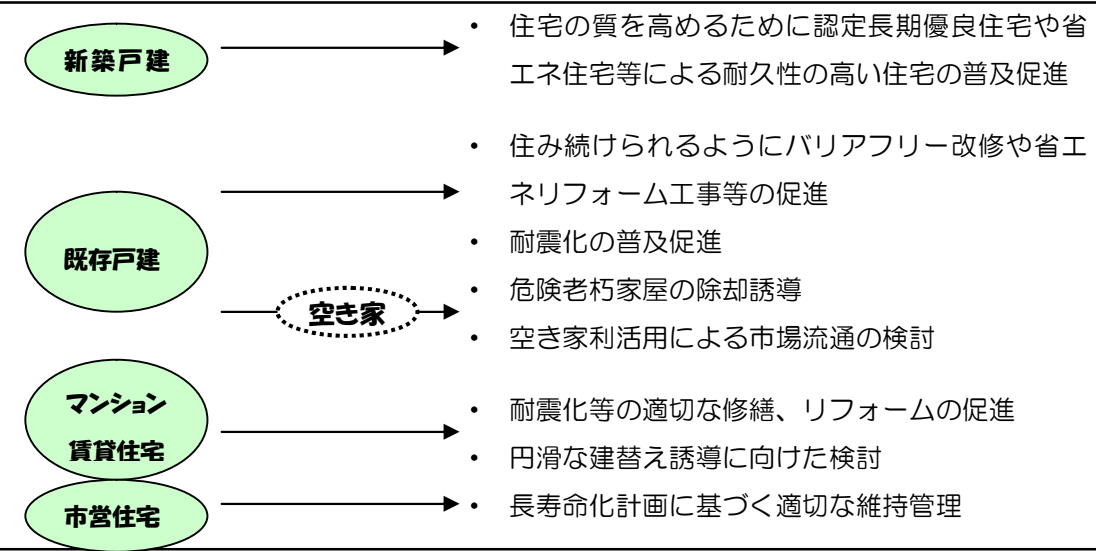 新築戸建
・ 住宅の質を高めるために認定長期優良住宅や省
エネ住宅等による耐久性の高い住宅の普及促進
既存戸建
・ 住み続けられるようにバリアフリー改修や省エ
ネリフォーム工事等の促進
・ 耐震化の普及促進
空き家
・ 危険老朽家屋の除却誘導
・ 空き家利活用による市場流通の検討
マンション
賃貸住宅
・ 耐震化等の適切な修繕、リフォームの促進
・ 円滑な建替え誘導に向けた検討
市営住宅
・ 長寿命化計画に基づく適切な維持管理